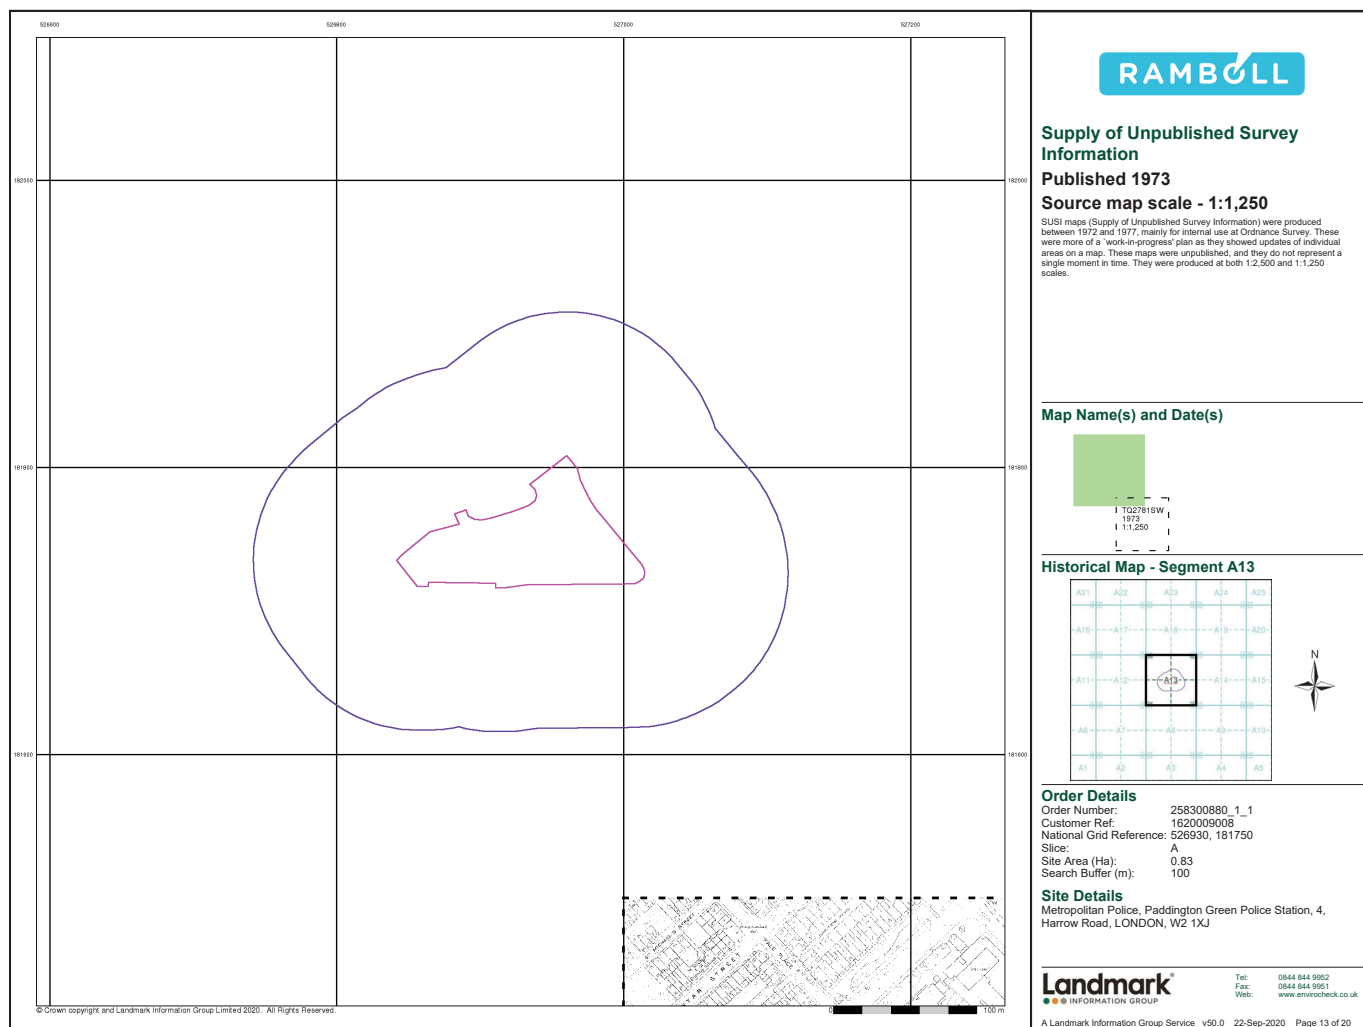 526600
526800
527000
527200
182000
182000
181800
181800
181600
181600
STAR STREET
© Crown copyright and Landmark Information Group Limited 2020. All Rights Reserved.
0
100 m
RAMBOLL
Supply of Unpublished Survey
Information
Published 1973
Source map scale - 1:1,250
SUSI maps (Supply of Unpublished Survey Information) were produced
between 1972 and 1977, mainly for internal use at Ordnance Survey. These
were more of a `work-in-progress' plan as they showed updates of individual
areas on a map. These maps were unpublished, and they do not represent a
single moment in time. They were produced at both 1:2,500 and 1:1,250
scales.
Map Name(s) and Date(s)
TQ2781SW
1973
1:1,250
Historical Map - Segment A13
A21 A22 A23 A24 A25
A16 A17 A18 A19 A20
A11 A12 A13 A14 A15
A6 A7 A8 A9 A10
A1 A2 A3 A4 A5
N
Order Details
Order Number: 258300880_1_1
Customer Ref: 1620009008
National Grid Reference: 526930, 181750
Slice: A
Site Area (Ha): 0.83
Search Buffer (m): 100
Site Details
Metropolitan Police, Paddington Green Police Station, 4,
Harrow Road, LONDON, W2 1XJ
Landmark®
INFORMATION GROUP
Tel: 0844 844 9952
Fax: 0844 844 9951
Web: www.envirocheck.co.uk
A Landmark Information Group Service v50.0 22-Sep-2020 Page 13 of 20